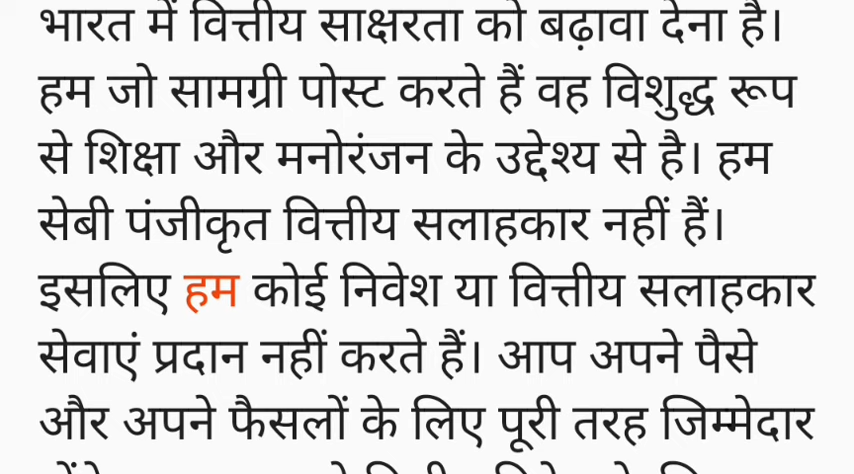 भारत में वित्तीय साक्षरता को बढ़ावा देना है।
हम जो सामग्री पोस्ट करते हैं वह विशुद्ध रूप
से शिक्षा और मनोरंजन के उद्देश्य से है। हम
सेबी पंजीकृत वित्तीय सलाहकार नहीं हैं।
इसलिए हम कोई निवेश या वित्तीय सलाहकार
सेवाएं प्रदान नहीं करते हैं। आप अपने पैसे
और अपने फैसलों के लिए पूरी तरह जिम्मेदार